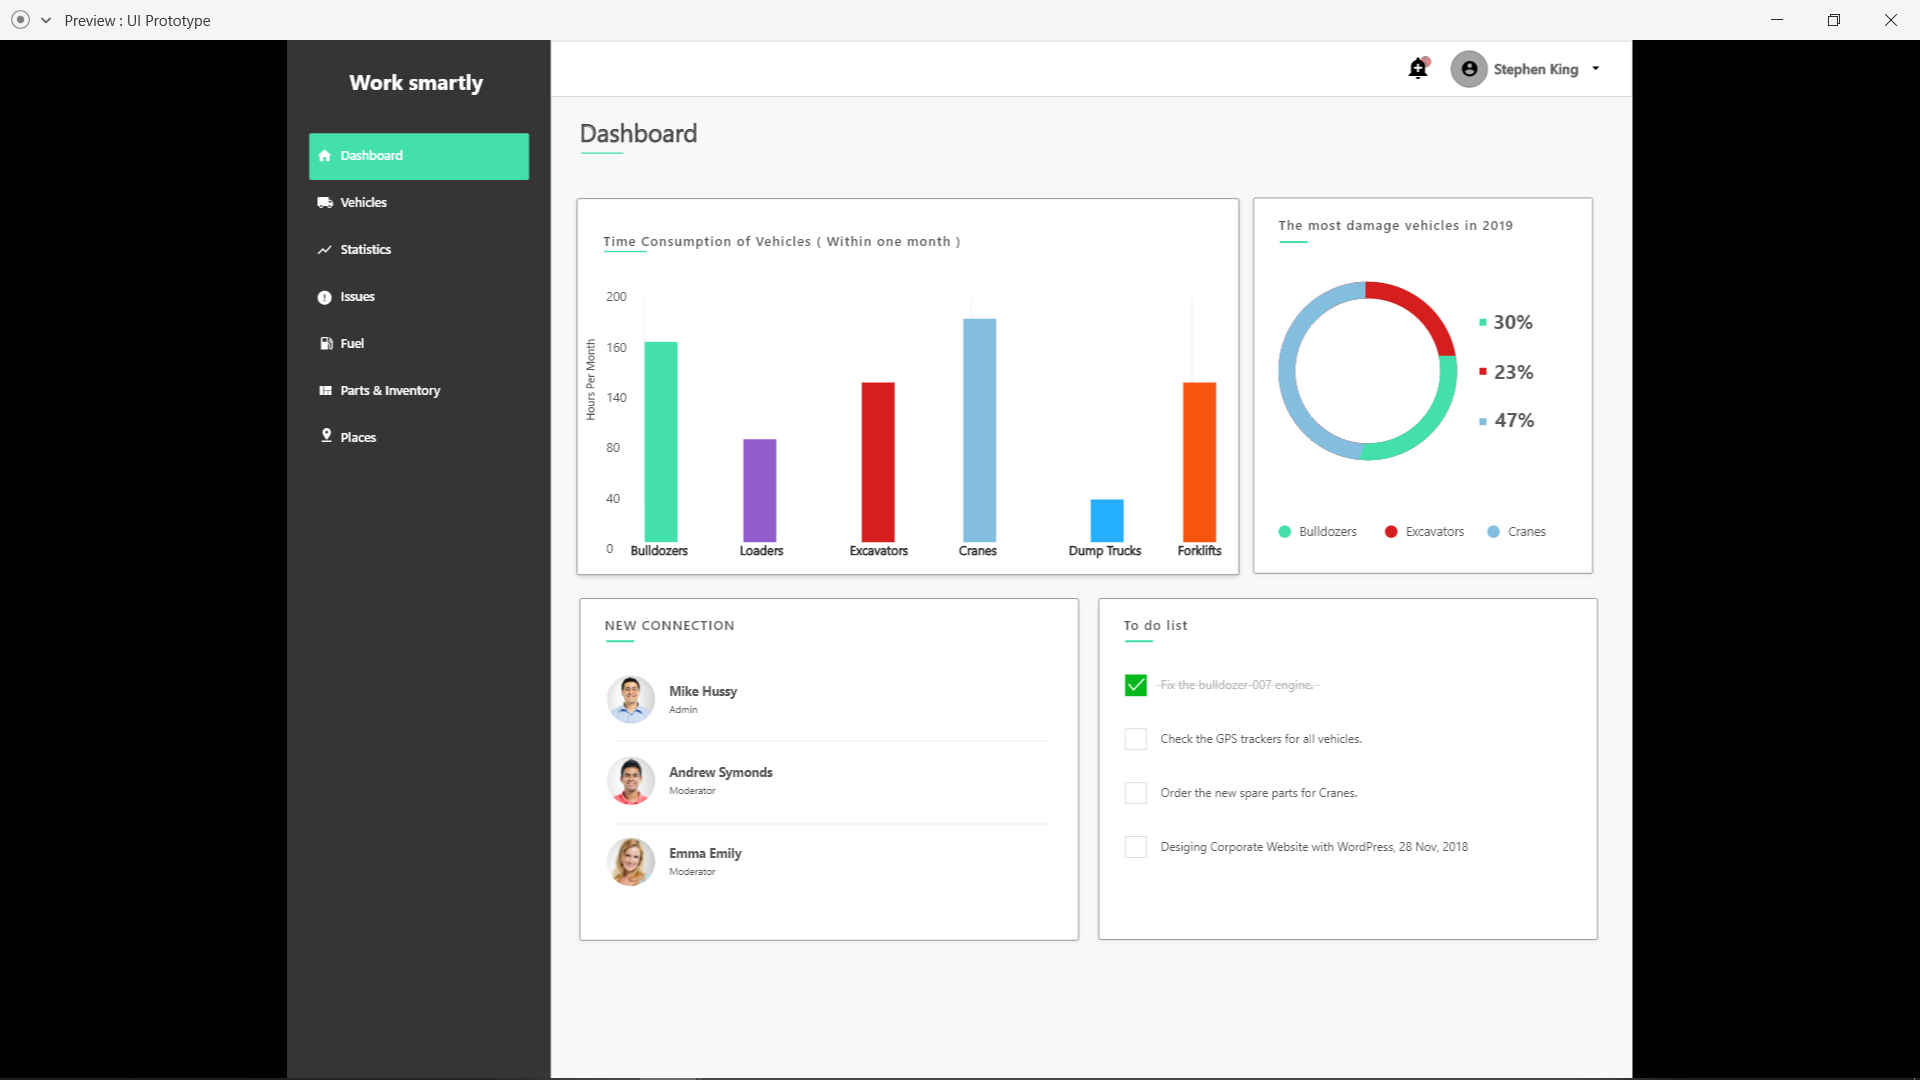 Preview : UI Prototype
Work smartly
Stephen King
Dashboard
Vehicles
Statistics
Issues
Fuel
Parts & Inventory
Places
Dashboard
Time Consumption of Vehicles ( Within one month )
Hours Per Month
200
160
140
80
40
0
Bulldozers Loaders Excavators Cranes Dump Trucks Forklifts
The most damage vehicles in 2019
30%
23%
47%
Bulldozers Excavators Cranes
NEW CONNECTION
Mike Hussy
Admin
Andrew Symonds
Moderator
Emma Emily
Moderator
To do list
Fix the bulldozer-007 engine.
Check the GPS trackers for all vehicles.
Order the new spare parts for Cranes.
Desiging Corporate Website with WordPress, 28 Nov, 2018